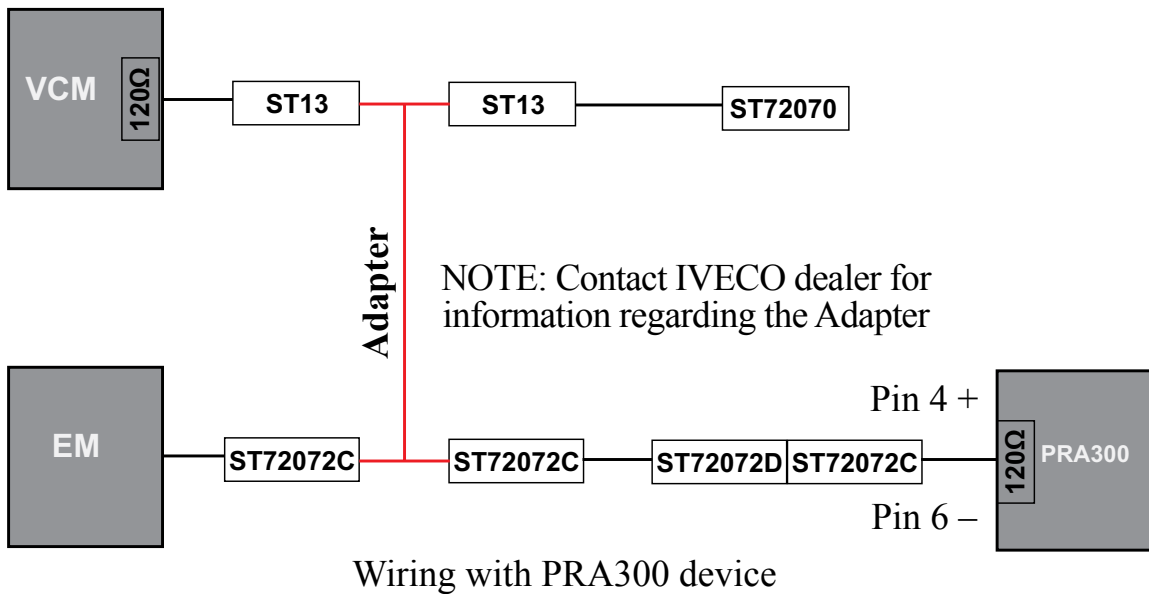 VCM
120Ω
ST13
ST13
ST72070
Adapter
NOTE: Contact IVECO dealer for
information regarding the Adapter
EM
ST72072C
ST72072C
ST72072D
ST72072C
Pin 4 +
120Ω
PRA300
Pin 6 –
Wiring with PRA300 device